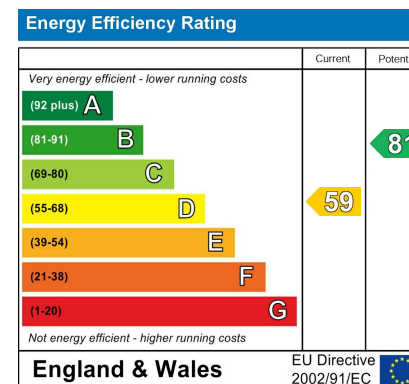 Energy Efficiency Rating
Current Potent
Very energy efficient - lower running costs
(92 plus) A
(81-91) B
81
(69-80) C
(55-68) D
59
(39-54) E
(21-38) F
(1-20) G
Not energy efficient - higher running costs
England & Wales
EU Directive
2002/91/EC